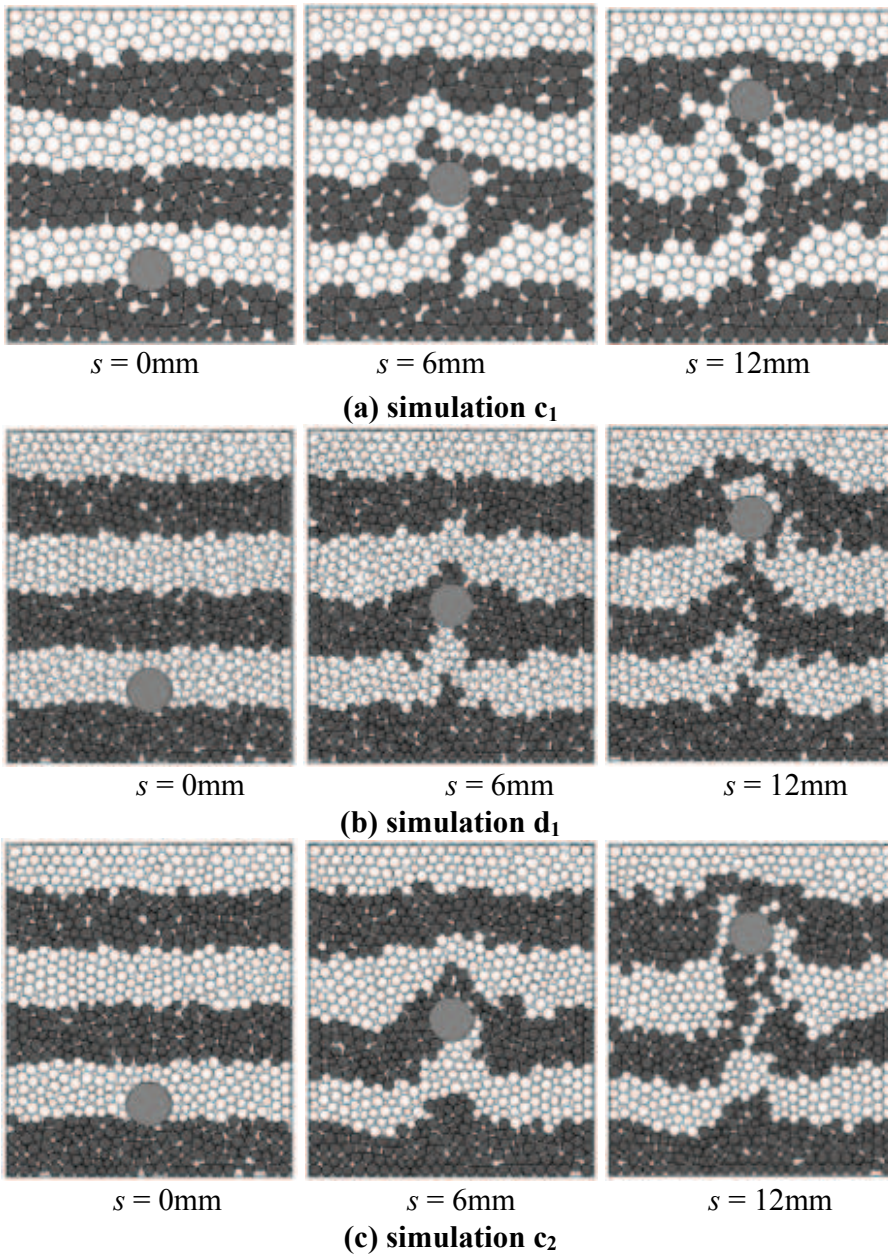 s = 0mm s = 6mm s = 12mm
(a) simulation c₁
s = 0mm s = 6mm s = 12mm
(b) simulation d₁
s = 0mm s = 6mm s = 12mm
(c) simulation c₂